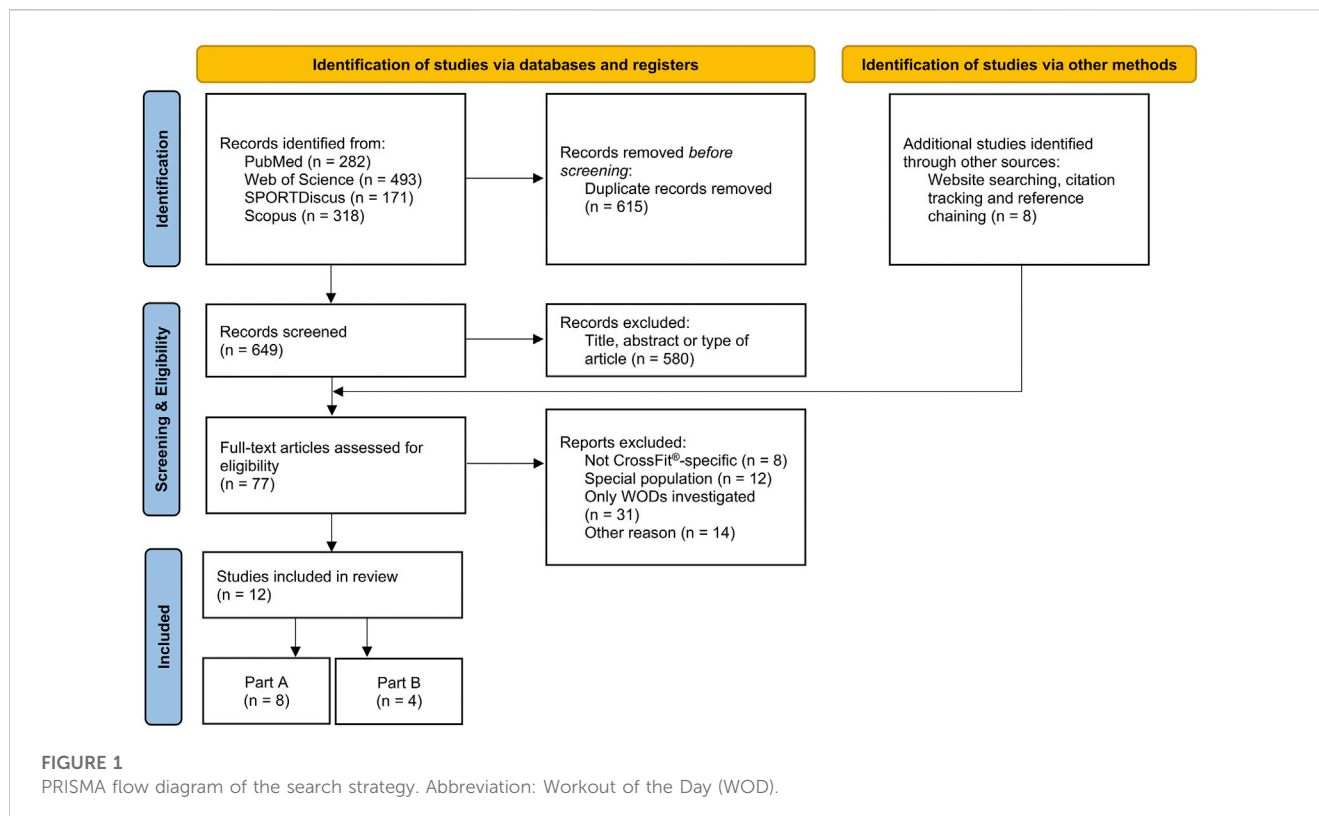 Identification of studies via databases and registers
Identification of studies via other methods
Identification
Records identified from:
PubMed (n = 282)
Web of Science (n = 493)
SPORTDiscus (n = 171)
Scopus (n = 318)
Records removed before
screening:
Duplicate records removed
(n = 615)
Additional studies identified
through other sources:
Website searching, citation
tracking and reference
chaining (n = 8)
Screening & Eligibility
Records screened
(n = 649)
Records excluded:
Title, abstract or type of
article (n = 580)
Full-text articles assessed for
eligibility
(n = 77)
Reports excluded:
Not CrossFit®-specific (n = 8)
Special population (n = 12)
Only WODs investigated
(n = 31)
Other reason (n = 14)
Included
Studies included in review
(n = 12)
Part A
(n = 8)
Part B
(n = 4)
FIGURE 1
PRISMA flow diagram of the search strategy. Abbreviation: Workout of the Day (WOD).